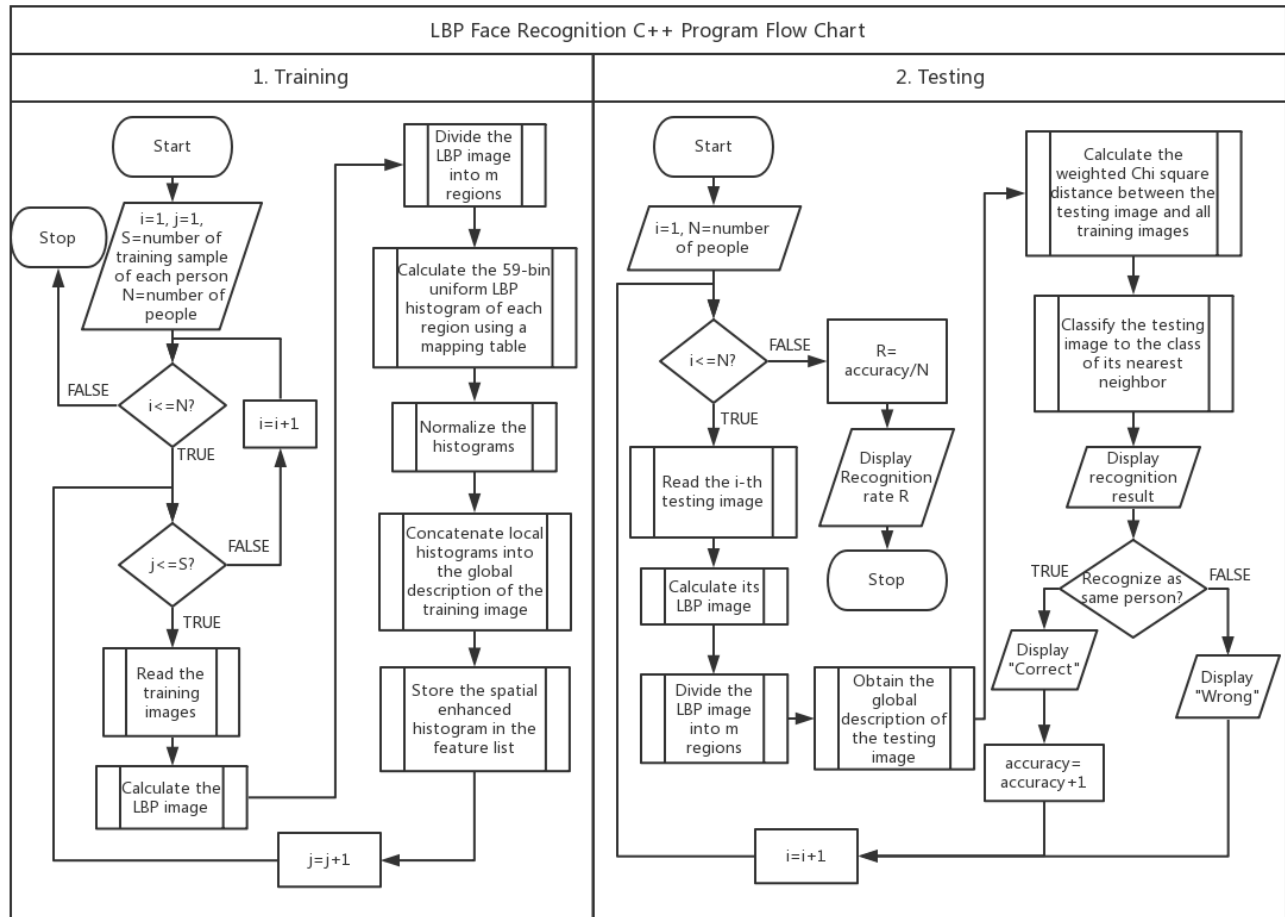 LBP Face Recognition C++ Program Flow Chart
1. Training
Start
i=1, j=1,
S=number of
training sample
of each person
N=number of
people
Stop
i<=N?
FALSE
TRUE
i=i+1
j<=S?
FALSE
TRUE
Read the
training
images
Calculate the
LBP image
Divide the
LBP image
into m
regions
Calculate the 59-bin
uniform LBP
histogram of each
region using a
mapping table
Normalize the
histograms
Concatenate local
histograms into
the global
description of the
training image
Store the spatial
enhanced
histogram in the
feature list
j=j+1
2. Testing
Start
i=1, N=number
of people
i<=N?
FALSE
R=
accuracy/N
Display
Recognition
rate R
Stop
TRUE
Read the i-th
testing image
Calculate its
LBP image
Divide the
LBP image
into m
regions
Obtain the
global
description of
the testing
image
Calculate the
weighted Chi square
distance between the
testing image and all
training images
Classify the testing
image to the class
of its nearest
neighbor
Display
recognition
result
Recognize as
same person?
TRUE
FALSE
Display
"Correct"
Display
"Wrong"
accuracy=
accuracy+1
i=i+1